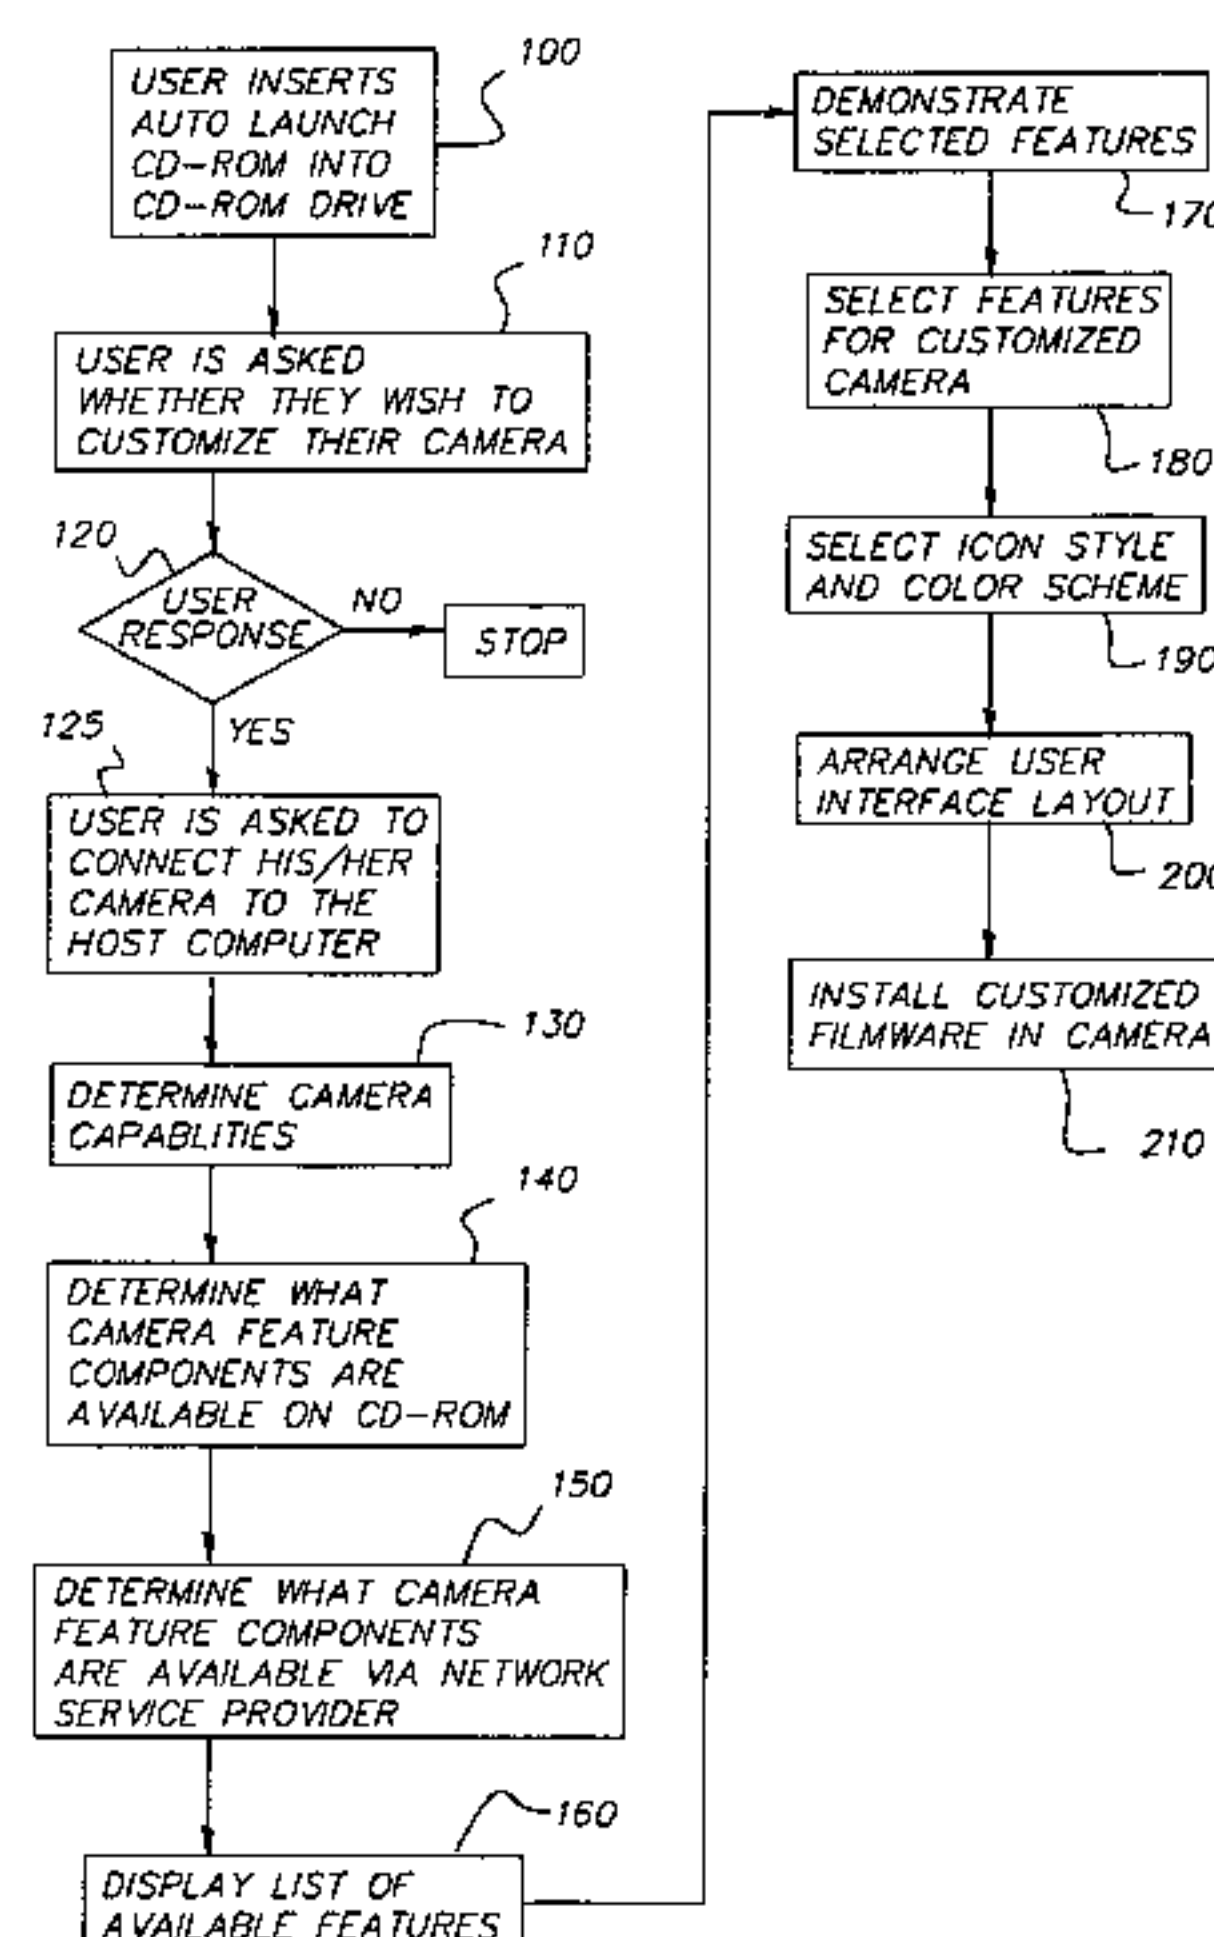 100
USER INSERTS
AUTO LAUNCH
CD-ROM INTO
CD-ROM DRIVE
110
USER IS ASKED
WHETHER THEY WISH TO
CUSTOMIZE THEIR CAMERA
120
USER
RESPONSE
NO
STOP
YES
125
USER IS ASKED TO
CONNECT HIS/HER
CAMERA TO THE
HOST COMPUTER
130
DETERMINE CAMERA
CAPABLITIES
140
DETERMINE WHAT
CAMERA FEATURE
COMPONENTS ARE
AVAILABLE ON CD-ROM
150
DETERMINE WHAT CAMERA
FEATURE COMPONENTS
ARE AVAILABLE VIA NETWORK
SERVICE PROVIDER
160
DISPLAY LIST OF
AVAILABLE FEATURES
DEMONSTRATE
SELECTED FEATURES
170
SELECT FEATURES
FOR CUSTOMIZED
CAMERA
180
SELECT ICON STYLE
AND COLOR SCHEME
190
ARRANGE USER
INTERFACE LAYOUT
200
INSTALL CUSTOMIZED
FILMWARE IN CAMERA
210